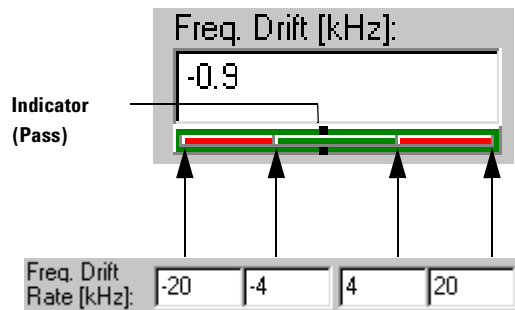 Freq. Drift [kHz]:
-0.9
Indicator
(Pass)
Freq. Drift
Rate [kHz]:
-20
-4
4
20